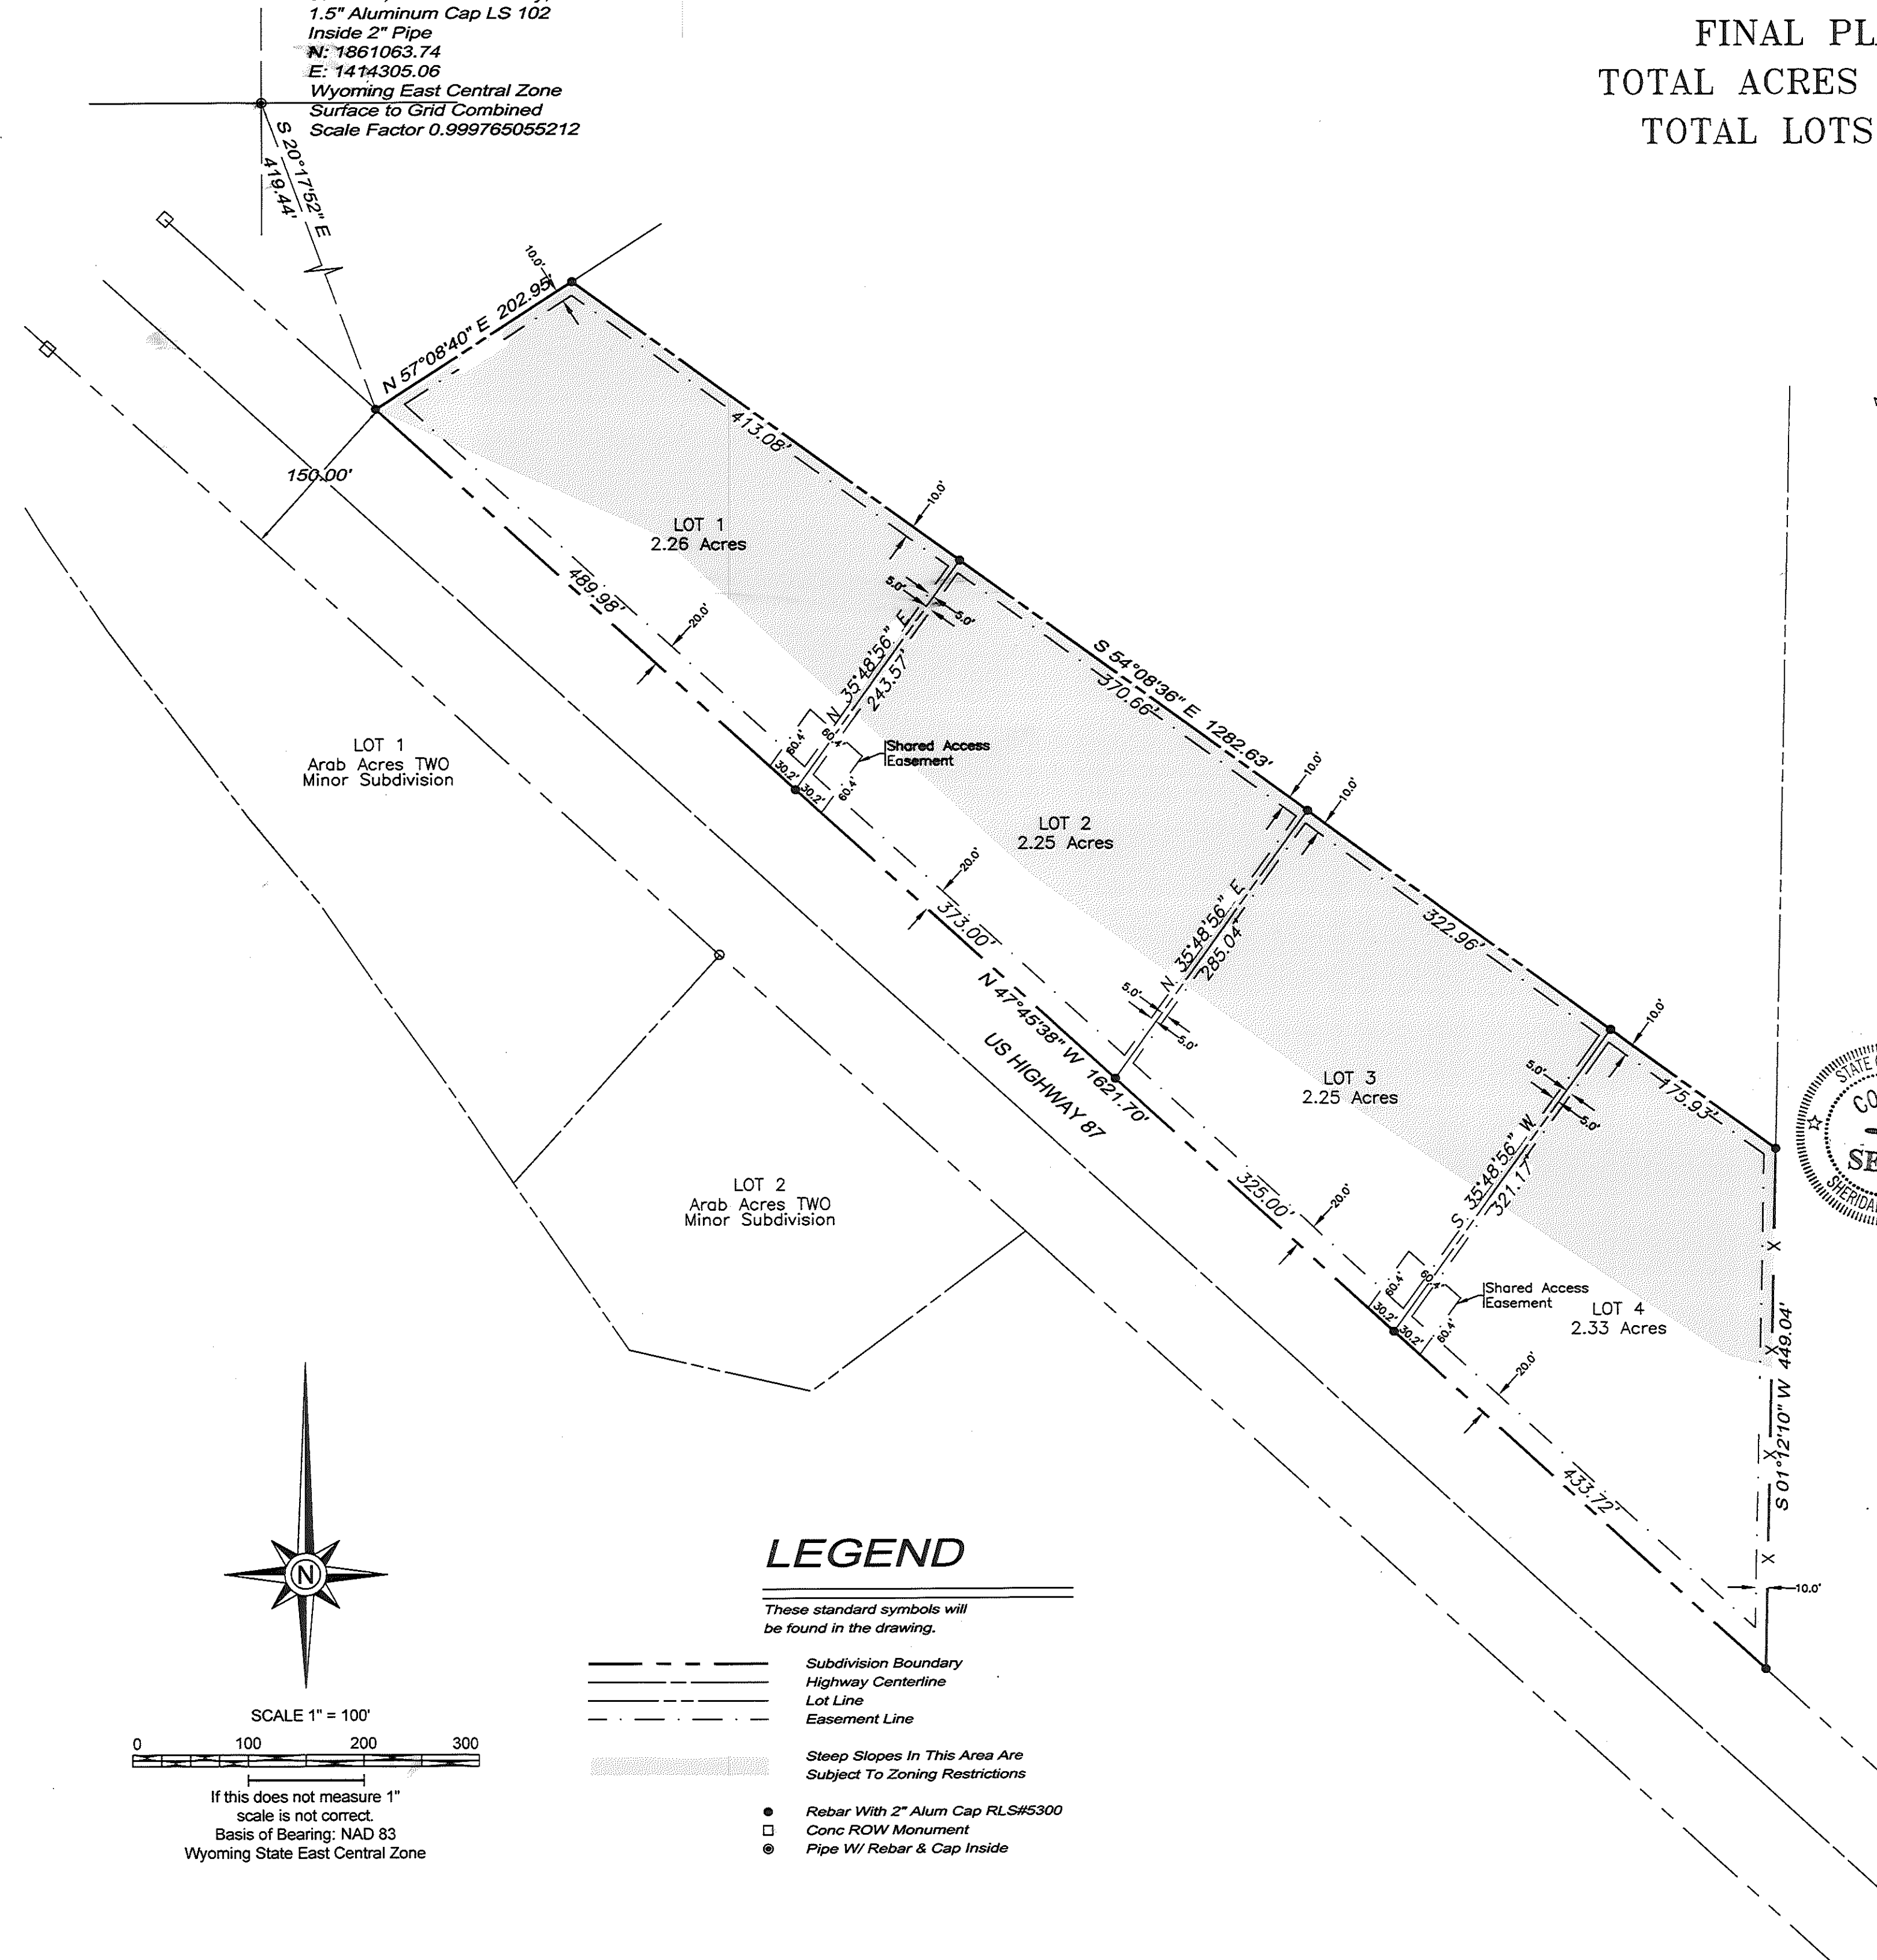 1.5" Aluminum Cap LS 102
Inside 2" Pipe
N: 1861063.74
E: 1414305.06
Wyoming East Central Zone
Surface to Grid Combined
Scale Factor 0.999765055212
FINAL
TOTAL ACRES
TOTAL LOTS
S 20°17'52" E
419.44'
N 57°08'40" E 202.95'
10.0'
150.00'
413.08'
10.0'
LOT 1
2.26 Acres
489.98'
20.0'
5.0'
5.0'
N 35°48'56" E
243.57'
S 54°08'36" E 1282.63'
370.66'
60.4'
60.4'
60.4'
30.2'
30.2'
Shared Access
Easement
10.0'
10.0'
LOT 1
Arab Acres TWO
Minor Subdivision
LOT 2
2.25 Acres
20.0'
373.00'
N 35°48'56" E
285.04'
322.96'
5.0'
5.0'
N 47°45'38" W 1621.70'
US HIGHWAY 87
10.0'
LOT 3
2.25 Acres
5.0'
5.0'
175.93'
STATE
SHERIDAN
S 35°48'56" W
321.17'
LOT 2
Arab Acres TWO
Minor Subdivision
325.00'
20.0'
60.4'
60.4'
60.4'
30.2'
30.2'
Shared Access
Easement
LOT 4
2.33 Acres
20.0'
X
X
X
X
S 01°12'10" W 449.04'
433.72'
10.0'
N
SCALE 1" = 100'
0 100 200 300
If this does not measure 1"
scale is not correct.
Basis of Bearing: NAD 83
Wyoming State East Central Zone
LEGEND
These standard symbols will
be found in the drawing.
Subdivision Boundary
Highway Centerline
Lot Line
Easement Line
Steep Slopes In This Area Are
Subject To Zoning Restrictions
Rebar With 2" Alum Cap RLS#5300
Conc ROW Monument
Pipe W/ Rebar & Cap Inside